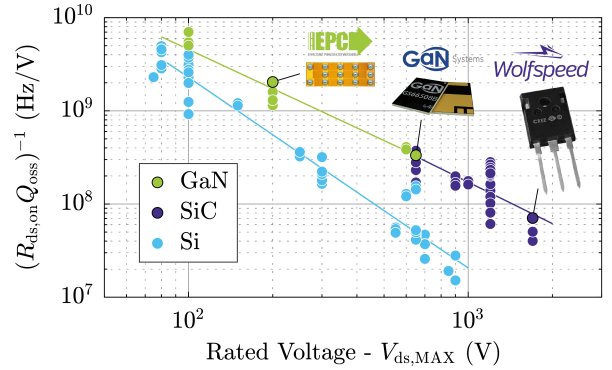 (R_ds,on Q_oss)^−1 (Hz/V)
10^10
10^9
10^8
10^7
EPC
GaN Systems
Wolfspeed
GaN
SiC
Si
10^2
10^3
Rated Voltage - V_ds,MAX (V)